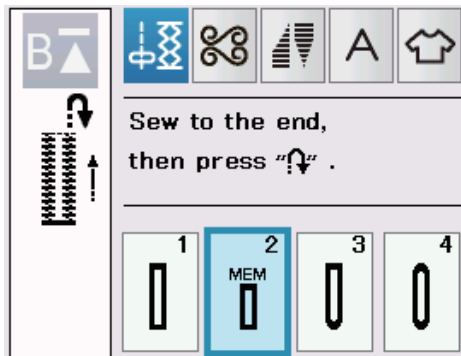 B
A
Sew to the end,
then press "↷" .
1
2
3
4
MEM